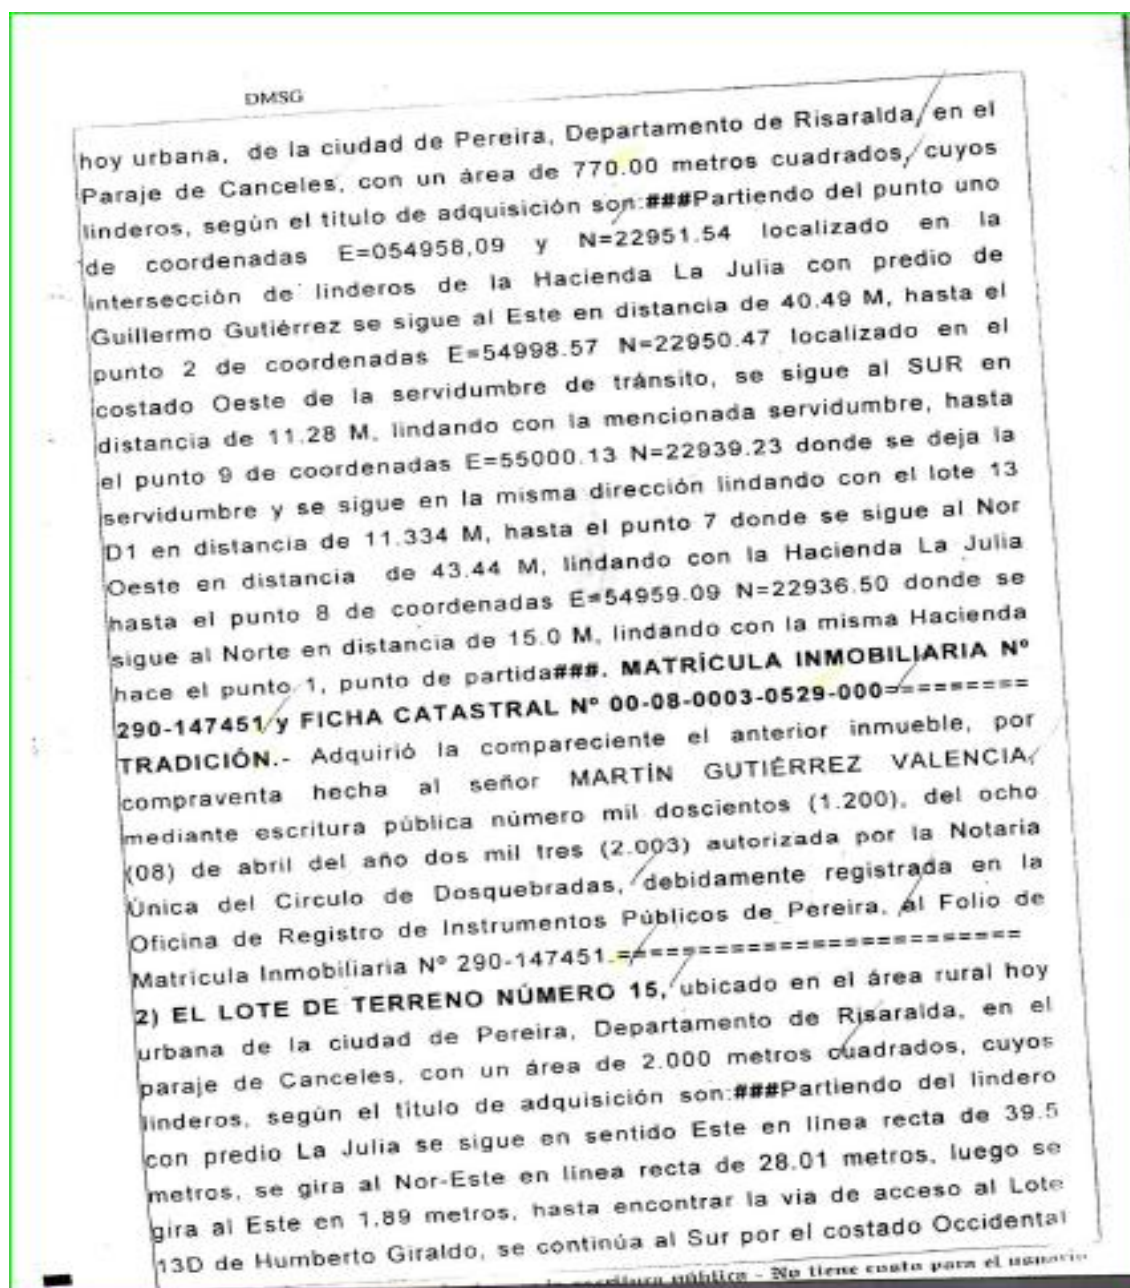 DMSG
hoy urbana, de la ciudad de Pereira, Departamento de Risaralda, en el
Paraje de Canceles, con un área de 770.00 metros cuadrados, cuyos
linderos, según el título de adquisición son:###Partiendo del punto uno
de coordenadas E=054958,09 y N=22951.54 localizado en la
intersección de linderos de la Hacienda La Julia con predio de
Guillermo Gutiérrez se sigue al Este en distancia de 40.49 M, hasta el
punto 2 de coordenadas E=54998.57 N=22950.47 localizado en el
costado Oeste de la servidumbre de tránsito, se sigue al SUR en
distancia de 11.28 M, lindando con la mencionada servidumbre, hasta
el punto 9 de coordenadas E=55000.13 N=22939.23 donde se deja la
servidumbre y se sigue en la misma dirección lindando con el lote 13
D1 en distancia de 11.334 M, hasta el punto 7 donde se sigue al Nor
Oeste en distancia de 43.44 M, lindando con la Hacienda La Julia
hasta el punto 8 de coordenadas E=54959.09 N=22936.50 donde se
sigue al Norte en distancia de 15.0 M, lindando con la misma Hacienda
hace el punto 1, punto de partida###. MATRÍCULA INMOBILIARIA Nº
290-147451 y FICHA CATASTRAL Nº 00-08-0003-0529-000==========
TRADICIÓN.- Adquirió la compareciente el anterior inmueble, por
compraventa hecha al señor MARTÍN GUTIÉRREZ VALENCIA,
mediante escritura pública número mil doscientos (1.200), del ocho
(08) de abril del año dos mil tres (2.003) autorizada por la Notaria
Única del Circulo de Dosquebradas, debidamente registrada en la
Oficina de Registro de Instrumentos Públicos de Pereira, al Folio de
Matricula Inmobiliaria Nº 290-147451.=========================
2) EL LOTE DE TERRENO NÚMERO 15, ubicado en el área rural hoy
urbana de la ciudad de Pereira, Departamento de Risaralda, en el
paraje de Canceles, con un área de 2.000 metros cuadrados, cuyos
linderos, según el título de adquisición son:###Partiendo del lindero
con predio La Julia se sigue en sentido Este en linea recta de 39.5
metros, se gira al Nor-Este en linea recta de 28.01 metros, luego se
gira al Este en 1.89 metros, hasta encontrar la via de acceso al Lote
13D de Humberto Giraldo, se continúa al Sur por el costado Occidental
escritura pública - No tiene costo para el usuario